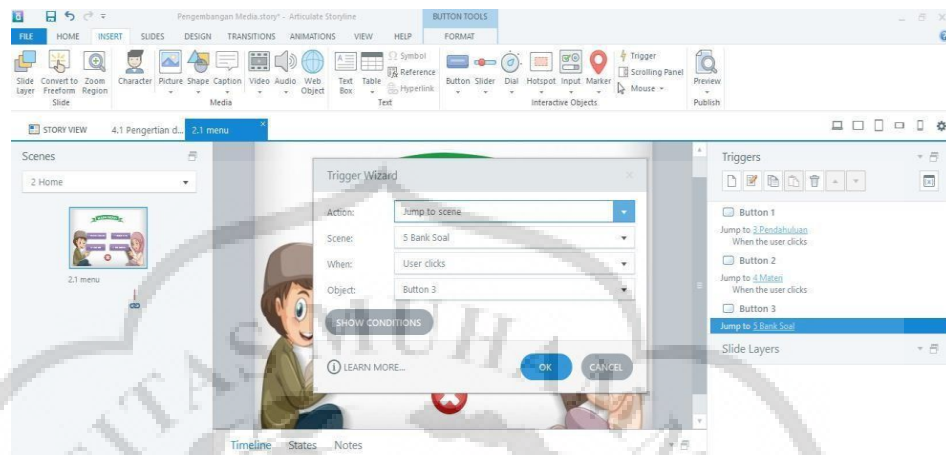 Pengembangan Media.story* - Articulate Storyline
BUTTON TOOLS
FILE HOME INSERT SLIDES DESIGN TRANSITIONS ANIMATIONS VIEW HELP FORMAT
Slide Layer
Convert to Freeform
Zoom Region
Character
Picture
Shape
Caption
Video
Audio
Web Object
Text Box
Table
Symbol
Reference
Hyperlink
Button
Slider
Dial
Hotspot
Input
Marker
Trigger
Scrolling Panel
Mouse
Preview
Slide
Media
Text
Interactive Objects
Publish
STORY VIEW
4.1 Pengertian d...
2.1 menu
Scenes
2 Home
2.1 menu
Trigger Wizard
Action: Jump to scene
Scene: 5 Bank Soal
When: User clicks
Object: Button 3
SHOW CONDITIONS
LEARN MORE...
OK
CANCEL
Triggers
Button 1
Jump to 3 Pendahuluan
When the user clicks
Button 2
Jump to 4 Materi
When the user clicks
Button 3
Jump to 5 Bank Soal
Slide Layers
Timeline States Notes
ITAS MUHA